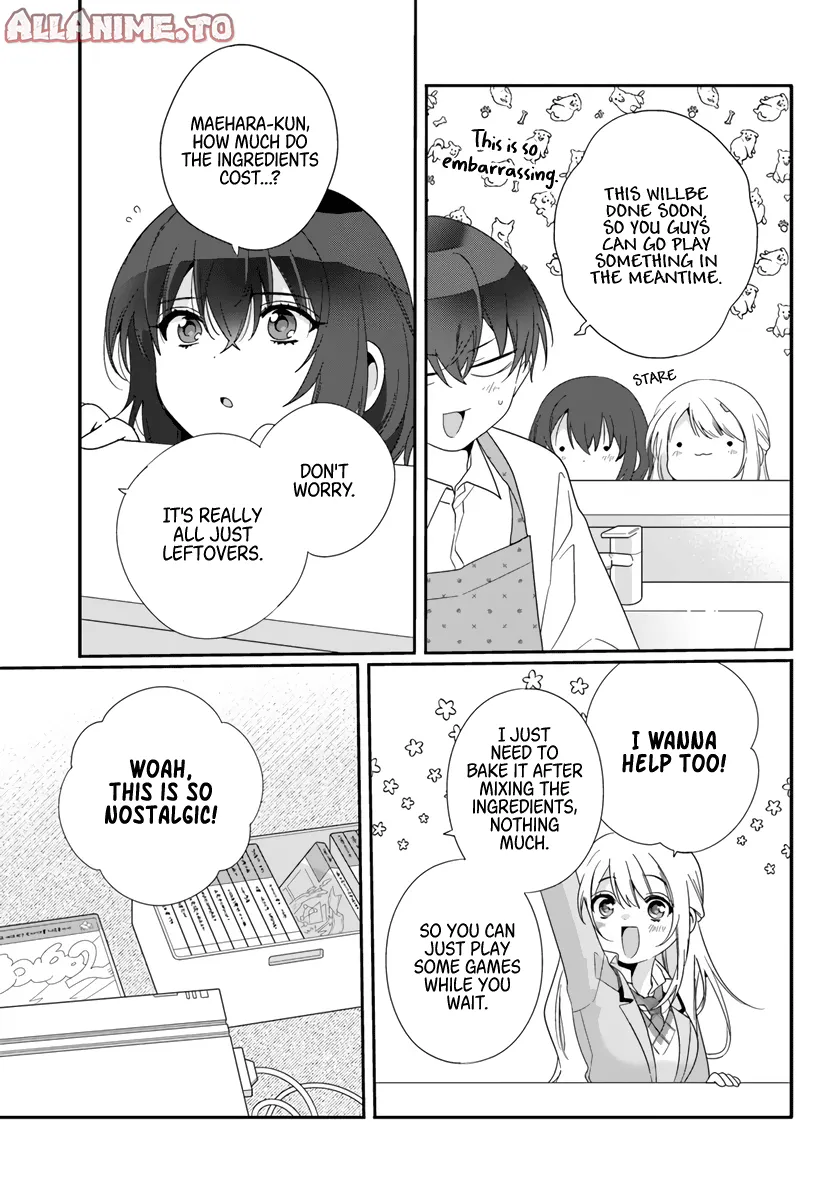 ALLANIME.TO
This is so
embarrassing.
THIS WILLBE
DONE SOON,
SO YOU GUYS
CAN GO PLAY
SOMETHING IN
THE MEANTIME.
STARE
MAEHARA-KUN,
HOW MUCH DO
THE INGREDIENTS
COST...?
DON'T
WORRY.
IT'S REALLY
ALL JUST
LEFTOVERS.
I WANNA
HELP TOO!
I JUST
NEED TO
BAKE IT AFTER
MIXING THE
INGREDIENTS,
NOTHING
MUCH.
SO YOU CAN
JUST PLAY
SOME GAMES
WHILE YOU
WAIT.
WOAH,
THIS IS SO
NOSTALGIC!